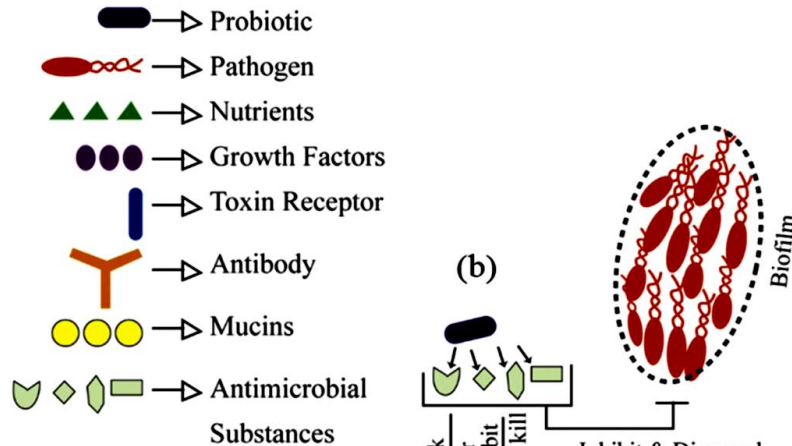 Probiotic
Pathogen
Nutrients
Growth Factors
Toxin Receptor
Antibody
(b)
Biofilm
Mucins
Antimicrobial
Substances
kill